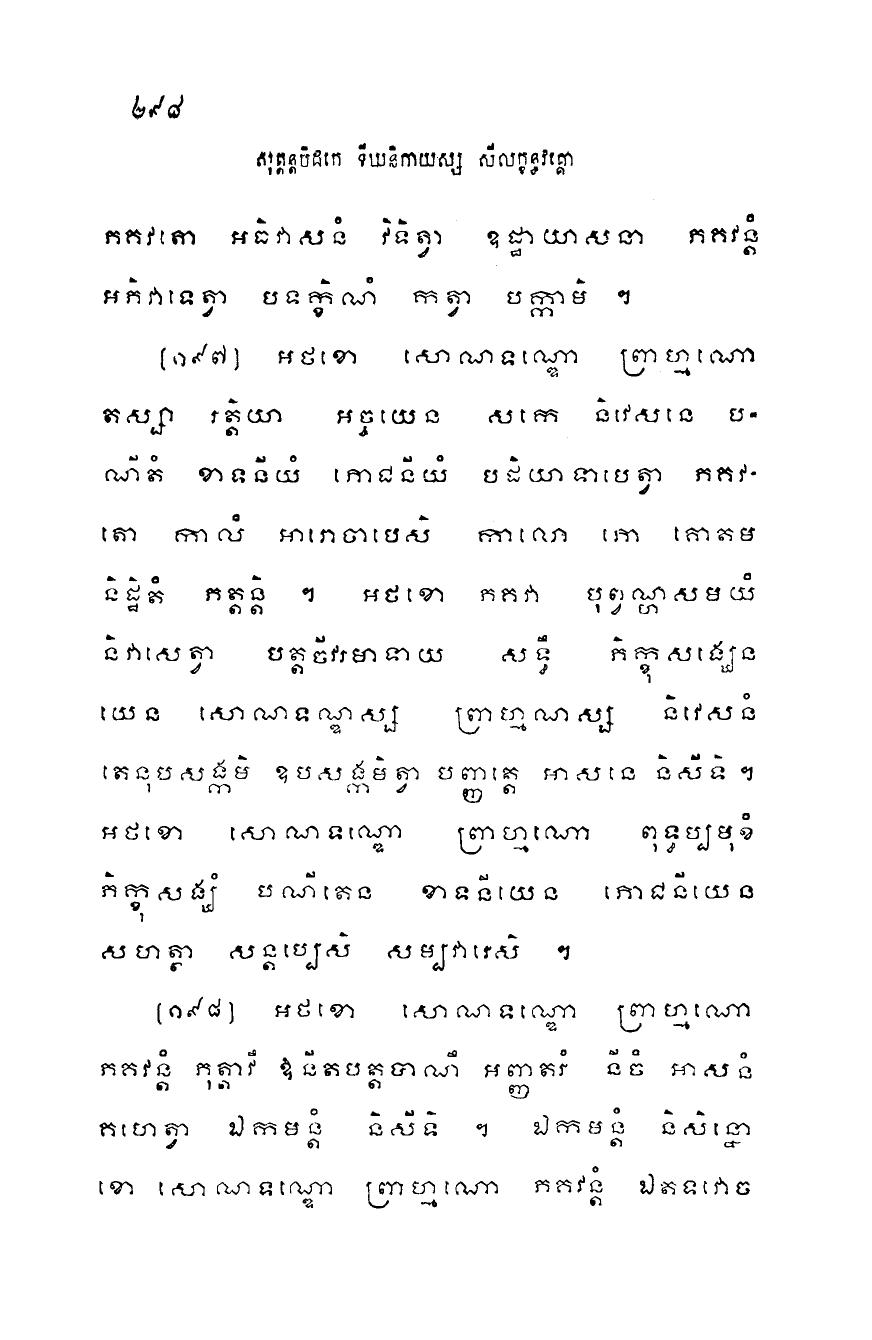 ២៩៨
សុត្តន្តបិដកេ ទីឃនិកាយស្ស សីលក្ខន្ធវគ្គោ
ភគវតោ អធិវាសនំ វិទិត្វា ឧដ្ឋាយាសនា ភគវន្តំ
អភិវាទេត្វា បទក្ខិណំ កត្វា បក្កាមិ ។
(១៩៧) អថខោ សោណទណ្ឌោ ព្រាហ្មណោ
តស្សា រត្តិយា អច្ចយេន សកេ និវេសនេ ប-
ណីតំ ខាទនីយំ ភោជនីយំ បដិយាទាបេត្វា ភគវ-
តោ កាលំ អារោចាបេសិ កាលោ ភោ គោតម
និដ្ឋិតំ ភត្តន្តិ ។ អថខោ ភគវា បុព្វណ្ហសមយំ
និវាសេត្វា បត្តចីវរមាទាយ សទ្ធឹ ភិក្ខុសង្ឃេន
យេន សោណទណ្ឌស្ស ព្រាហ្មណស្ស និវេសនំ
តេនុបសង្កមិ ឧបសង្កមិត្វា បញ្ញត្តេ អាសនេ និសីទិ ។
អថខោ សោណទណ្ឌោ ព្រាហ្មណោ ពុទ្ធប្បមុខំ
ភិក្ខុសង្ឃំ បណីតេន ខាទនីយេន ភោជនីយេន
សហត្ថា សន្តប្បេសិ សម្បវារេសិ ។
(១៩៨) អថខោ សោណទណ្ឌោ ព្រាហ្មណោ
ភគវន្តំ ភុត្តាវឹ ឱនីតបត្តបាណឹ អញ្ញតរំ នីចំ អាសនំ
គហេត្វា ឯកមន្តំ និសីទិ ។ ឯកមន្តំ និសិន្នោ
ខោ សោណទណ្ឌោ ព្រាហ្មណោ ភគវន្តំ ឯតទវោច